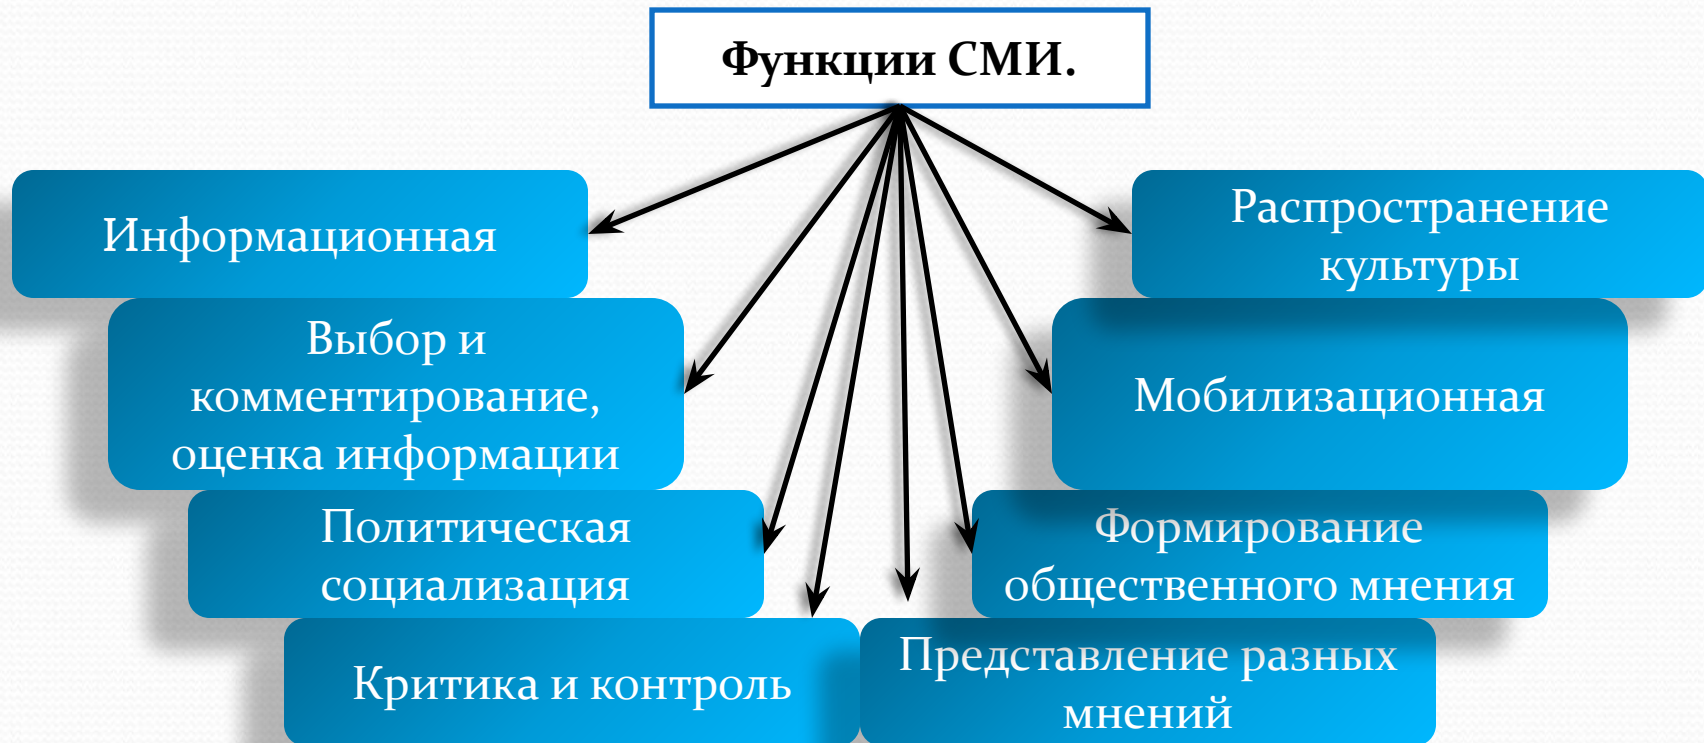 Функции СМИ.
Информационная
Выбор и
комментирование,
оценка информации
Политическая
социализация
Критика и контроль
Распространение
культуры
Мобилизационная
Формирование
общественного мнения
Представление разных
мнений